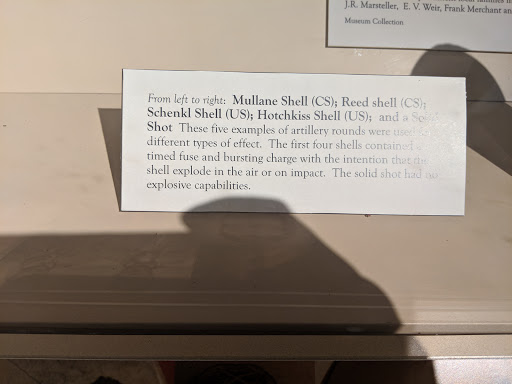 J.R. Marsteller, E. V. Weir, Frank Merchant an
Museum Collection
From left to right: Mullane Shell (CS); Reed shell (CS);
Schenkl Shell (US); Hotchkiss Shell (US); and a
Shot These five examples of artillery rounds were used
different types of effect. The first four shells contained
timed fuse and bursting charge with the intention that the
shell explode in the air or on impact. The solid shot had no
explosive capabilities.